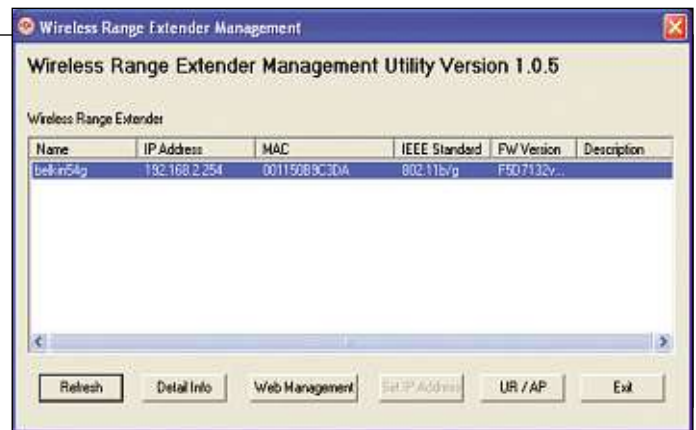 Wireless Range Extender Management
Wireless Range Extender Management Utility Version 1.0.5
Wireless Range Extender
Name IP Address MAC IEEE Standard FW Version Description
belkin54g 192.168.2.254 001150B9C3DA 802.11b/g F5D7132v...
Refresh Detail Info Web Management Set IP Address UR / AP Exit